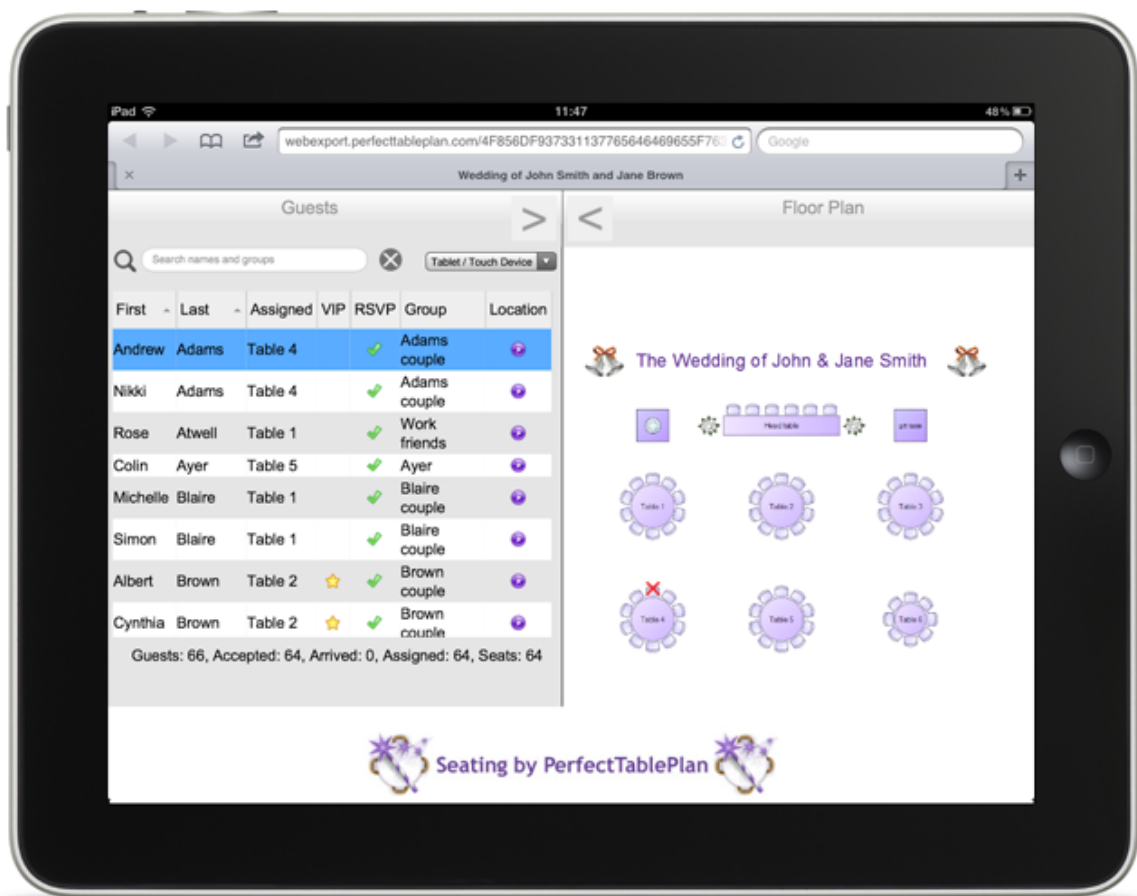 iPad
11:47
48%
webexport.perfecttableplan.com/4F856DF937331137765646469655F763
Google
Wedding of John Smith and Jane Brown
Guests
>
<
Floor Plan
Search names and groups
Tablet / Touch Device
First Last Assigned VIP RSVP Group Location
Andrew Adams Table 4 Adams couple
Nikki Adams Table 4 Adams couple
Rose Atwell Table 1 Work friends
Colin Ayer Table 5 Ayer
Michelle Blaire Table 1 Blaire couple
Simon Blaire Table 1 Blaire couple
Albert Brown Table 2 Brown couple
Cynthia Brown Table 2 Brown couple
Guests: 66, Accepted: 64, Arrived: 0, Assigned: 64, Seats: 64
The Wedding of John & Jane Smith
Head table
Table 1 Table 2 Table 3
Table 4 Table 5 Table 6
Seating by PerfectTablePlan